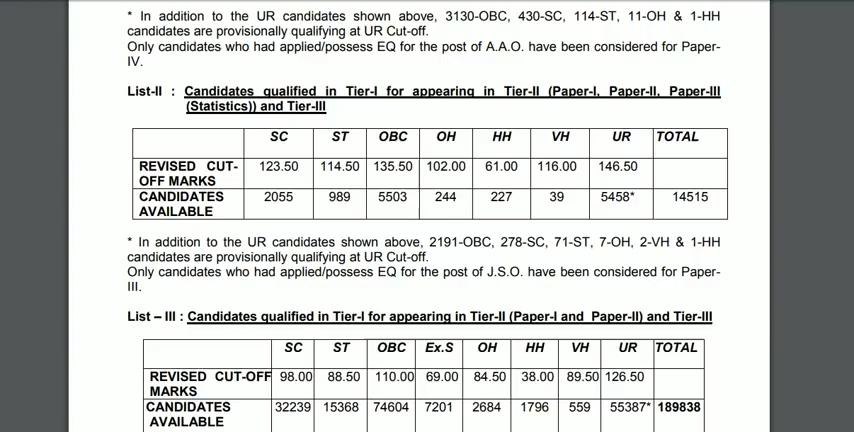 * In addition to the UR candidates shown above, 3130-OBC, 430-SC, 114-ST, 11-OH & 1-HH
candidates are provisionally qualifying at UR Cut-off.
Only candidates who had applied/possess EQ for the post of A.A.O. have been considered for Paper-
IV.
List-II : Candidates qualified in Tier-I for appearing in Tier-II (Paper-I, Paper-II, Paper-III
(Statistics)) and Tier-III
SC ST OBC OH HH VH UR TOTAL
REVISED CUT- 123.50 114.50 135.50 102.00 61.00 116.00 146.50
OFF MARKS
CANDIDATES 2055 989 5503 244 227 39 5458* 14515
AVAILABLE
* In addition to the UR candidates shown above, 2191-OBC, 278-SC, 71-ST, 7-OH, 2-VH & 1-HH
candidates are provisionally qualifying at UR Cut-off.
Only candidates who had applied/possess EQ for the post of J.S.O. have been considered for Paper-
III.
List – III : Candidates qualified in Tier-I for appearing in Tier-II (Paper-I and Paper-II) and Tier-III
SC ST OBC Ex.S OH HH VH UR TOTAL
REVISED CUT-OFF 98.00 88.50 110.00 69.00 84.50 38.00 89.50 126.50
MARKS
CANDIDATES 32239 15368 74604 7201 2684 1796 559 55387* 189838
AVAILABLE